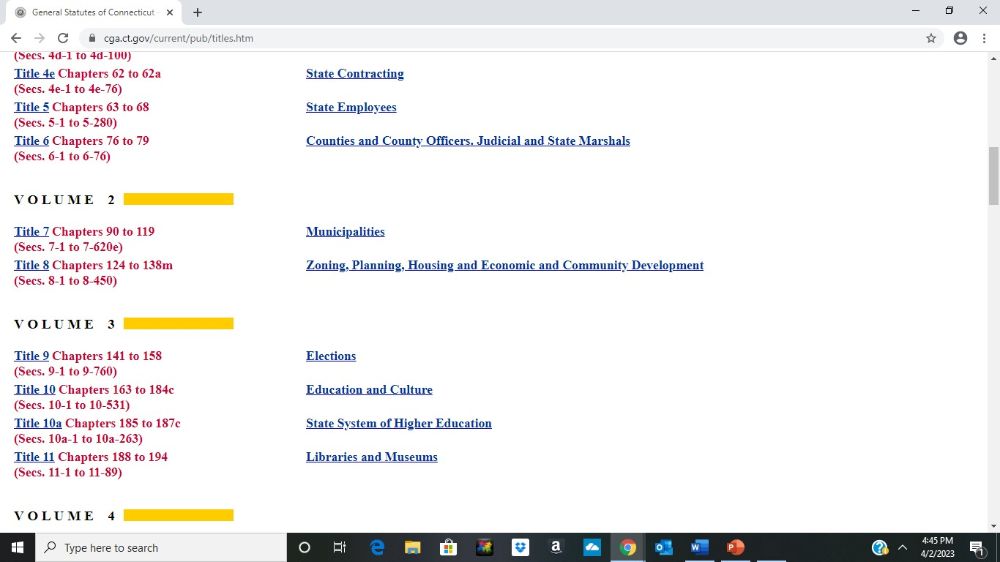 General Statutes of Connecticut -
cga.ct.gov/current/pub/titles.htm
(Secs. 4d-1 to 4d-100)
Title 4e Chapters 62 to 62a State Contracting
(Secs. 4e-1 to 4e-76)
Title 5 Chapters 63 to 68 State Employees
(Secs. 5-1 to 5-280)
Title 6 Chapters 76 to 79 Counties and County Officers. Judicial and State Marshals
(Secs. 6-1 to 6-76)
VOLUME 2
Title 7 Chapters 90 to 119 Municipalities
(Secs. 7-1 to 7-620e)
Title 8 Chapters 124 to 138m Zoning, Planning, Housing and Economic and Community Development
(Secs. 8-1 to 8-450)
VOLUME 3
Title 9 Chapters 141 to 158 Elections
(Secs. 9-1 to 9-760)
Title 10 Chapters 163 to 184c Education and Culture
(Secs. 10-1 to 10-531)
Title 10a Chapters 185 to 187c State System of Higher Education
(Secs. 10a-1 to 10a-263)
Title 11 Chapters 188 to 194 Libraries and Museums
(Secs. 11-1 to 11-89)
VOLUME 4
Type here to search
4:45 PM
4/2/2023
1